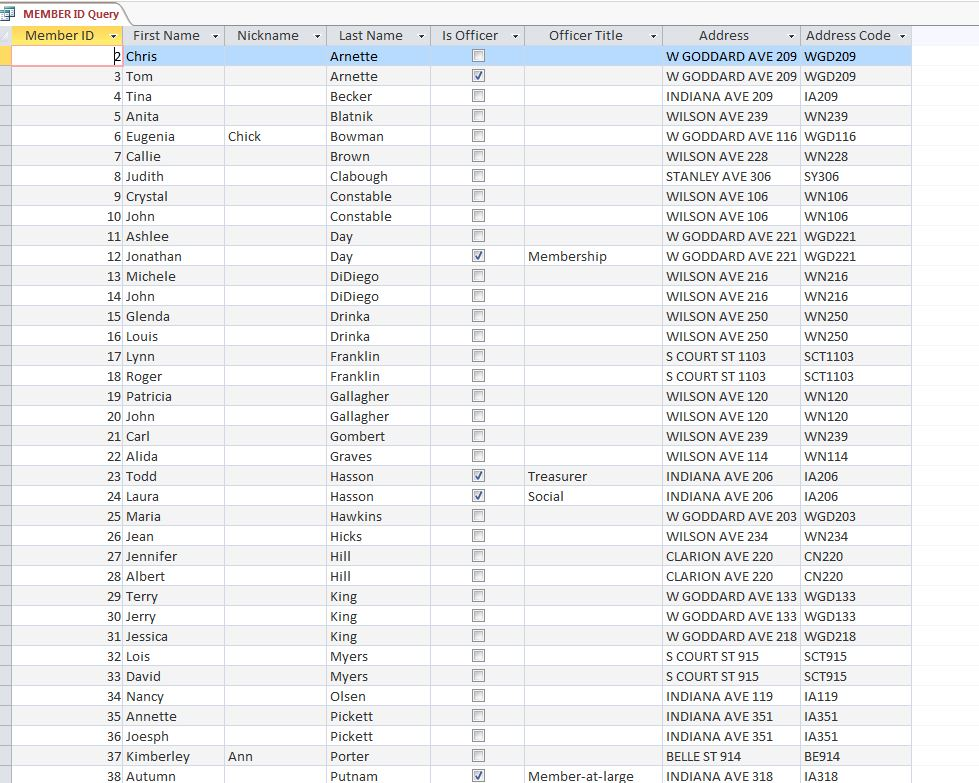 MEMBER ID Query
Member ID First Name Nickname Last Name Is Officer Officer Title Address Address Code
2 Chris Arnette W GODDARD AVE 209 WGD209
3 Tom Arnette W GODDARD AVE 209 WGD209
4 Tina Becker INDIANA AVE 209 IA209
5 Anita Blatnik WILSON AVE 239 WN239
6 Eugenia Chick Bowman W GODDARD AVE 116 WGD116
7 Callie Brown WILSON AVE 228 WN228
8 Judith Clabough STANLEY AVE 306 SY306
9 Crystal Constable WILSON AVE 106 WN106
10 John Constable WILSON AVE 106 WN106
11 Ashlee Day W GODDARD AVE 221 WGD221
12 Jonathan Day Membership W GODDARD AVE 221 WGD221
13 Michele DiDiego WILSON AVE 216 WN216
14 John DiDiego WILSON AVE 216 WN216
15 Glenda Drinka WILSON AVE 250 WN250
16 Louis Drinka WILSON AVE 250 WN250
17 Lynn Franklin S COURT ST 1103 SCT1103
18 Roger Franklin S COURT ST 1103 SCT1103
19 Patricia Gallagher WILSON AVE 120 WN120
20 John Gallagher WILSON AVE 120 WN120
21 Carl Gombert WILSON AVE 239 WN239
22 Alida Graves WILSON AVE 114 WN114
23 Todd Hasson Treasurer INDIANA AVE 206 IA206
24 Laura Hasson Social INDIANA AVE 206 IA206
25 Maria Hawkins W GODDARD AVE 203 WGD203
26 Jean Hicks WILSON AVE 234 WN234
27 Jennifer Hill CLARION AVE 220 CN220
28 Albert Hill CLARION AVE 220 CN220
29 Terry King W GODDARD AVE 133 WGD133
30 Jerry King W GODDARD AVE 133 WGD133
31 Jessica King W GODDARD AVE 218 WGD218
32 Lois Myers S COURT ST 915 SCT915
33 David Myers S COURT ST 915 SCT915
34 Nancy Olsen INDIANA AVE 119 IA119
35 Annette Pickett INDIANA AVE 351 IA351
36 Joesph Pickett INDIANA AVE 351 IA351
37 Kimberley Ann Porter BELLE ST 914 BE914
38 Autumn Putnam Member-at-large INDIANA AVE 318 IA318